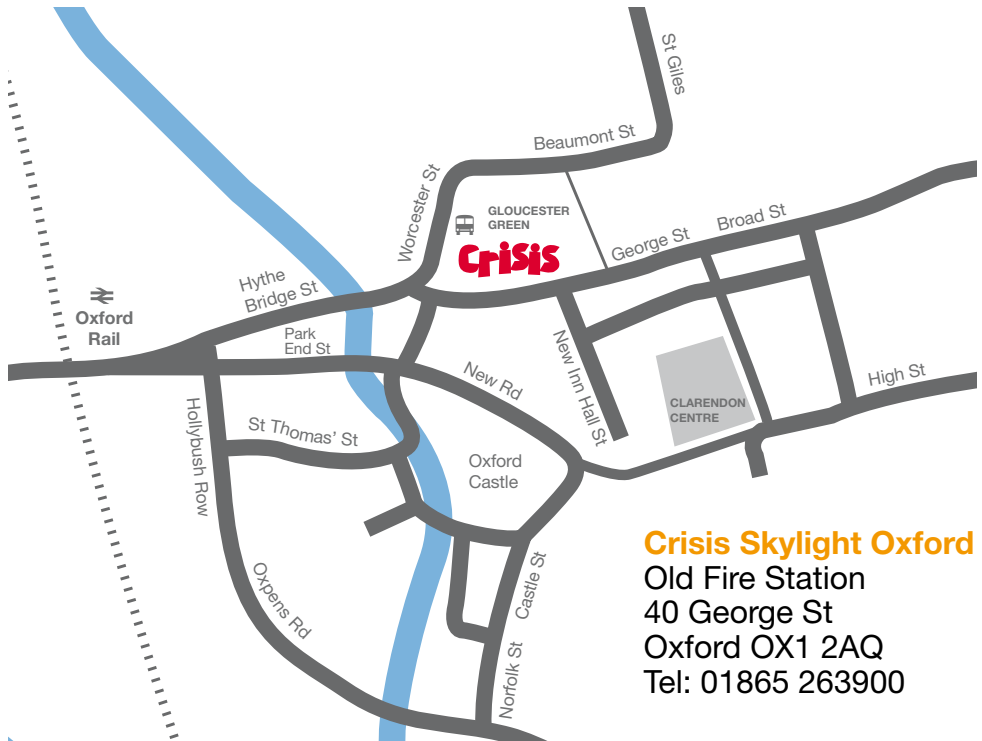 St Giles
Beaumont St
Worcester St
GLOUCESTER
GREEN
Crisis
George St
Broad St
Hythe
Bridge St
Oxford
Rail
Park
End St
New Rd
New Inn Hall St
High St
CLARENDON
CENTRE
Hollybush Row
St Thomas' St
Oxford
Castle
Oxpens Rd
Castle St
Norfolk St
Crisis Skylight Oxford
Old Fire Station
40 George St
Oxford OX1 2AQ
Tel: 01865 263900